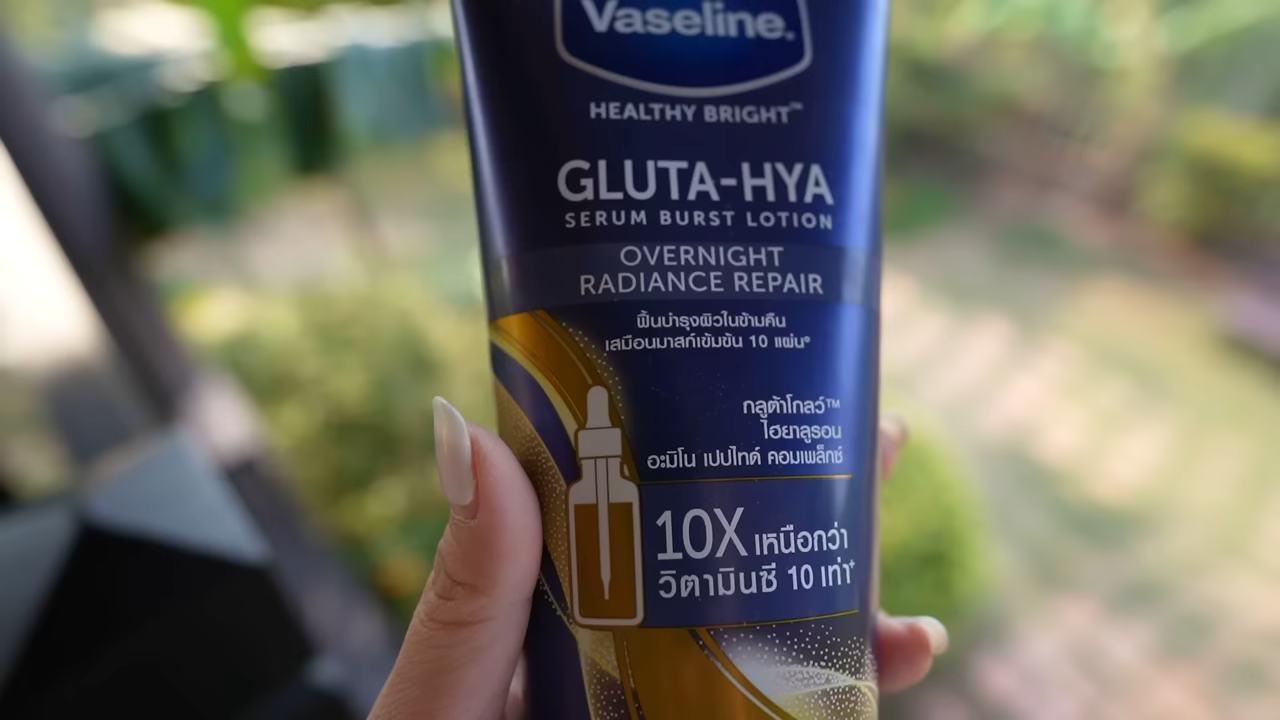 Vaseline®
HEALTHY BRIGHT™
GLUTA-HYA
SERUM BURST LOTION
OVERNIGHT
RADIANCE REPAIR
ฟื้นบำรุงผิวในข้ามคืน
เสมือนมาสก์เข้มข้น 10 แผ่น°
กลูต้าโกลว์™
ไฮยาลูรอน
อะมิโน เปปไทด์ คอมเพล็กซ์
10X เหนือกว่า
วิตามินซี 10 เท่า⁺